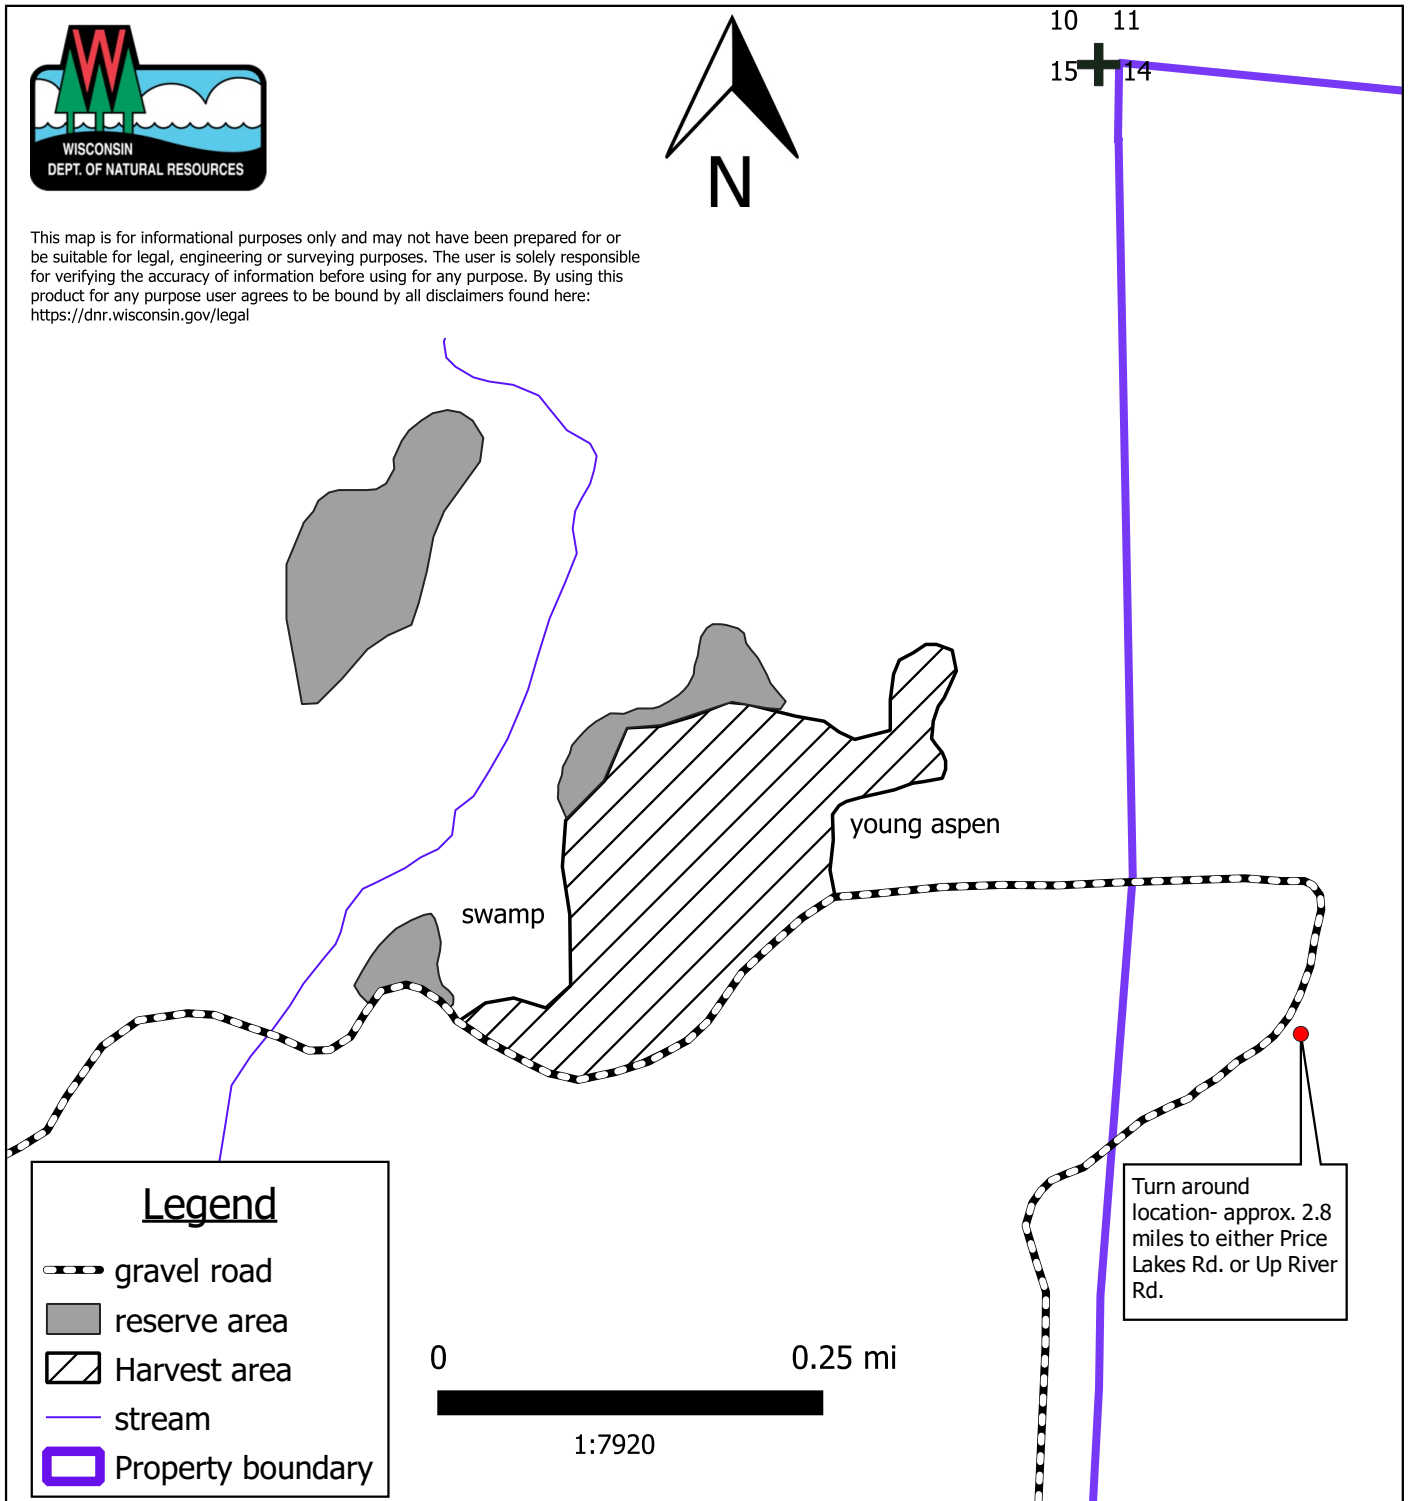 10 11
15 14
W
WISCONSIN
DEPT. OF NATURAL RESOURCES
N
This map is for informational purposes only and may not have been prepared for or
be suitable for legal, engineering or surveying purposes. The user is solely responsible
for verifying the accuracy of information before using for any purpose. By using this
product for any purpose user agrees to be bound by all disclaimers found here:
https://dnr.wisconsin.gov/legal
young aspen
swamp
Turn around
location- approx. 2.8
miles to either Price
Lakes Rd. or Up River
Rd.
Legend
gravel road
reserve area
Harvest area
stream
Property boundary
0 0.25 mi
1:7920